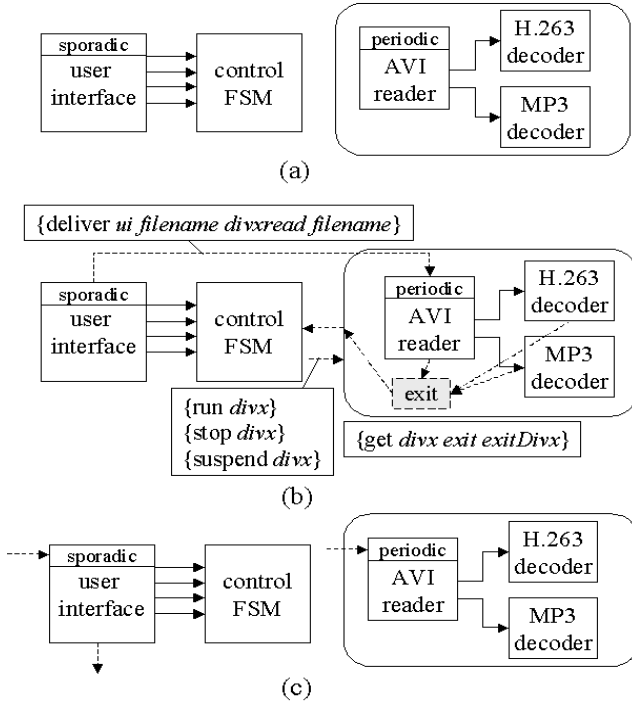 sporadic
user
interface
control
FSM
periodic
AVI
reader
H.263
decoder
MP3
decoder
(a)
{deliver ui filename divxread filename}
sporadic
user
interface
control
FSM
periodic
AVI
reader
H.263
decoder
MP3
decoder
exit
{run divx}
{stop divx}
{suspend divx}
{get divx exit exitDivx}
(b)
sporadic
user
interface
control
FSM
periodic
AVI
reader
H.263
decoder
MP3
decoder
(c)